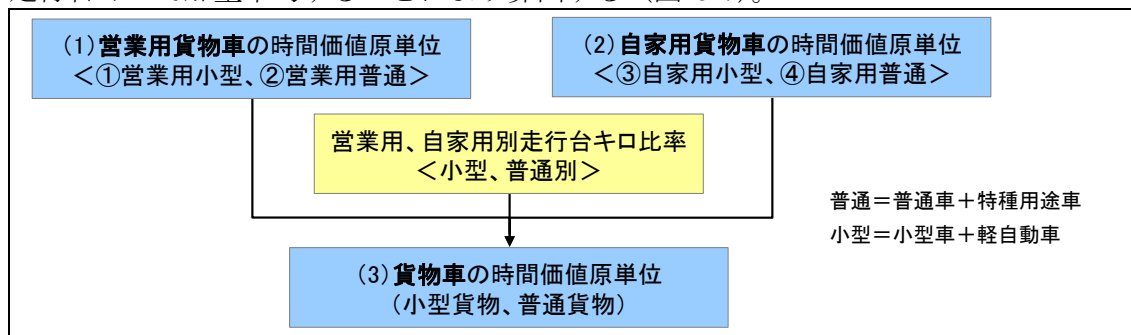 (1)営業用貨物車の時間価値原単位
＜①営業用小型、②営業用普通＞
(2)自家用貨物車の時間価値原単位
＜③自家用小型、④自家用普通＞
営業用、自家用別走行台キロ比率
＜小型、普通別＞
普通＝普通車＋特種用途車
小型＝小型車＋軽自動車
(3)貨物車の時間価値原単位
(小型貨物、普通貨物)